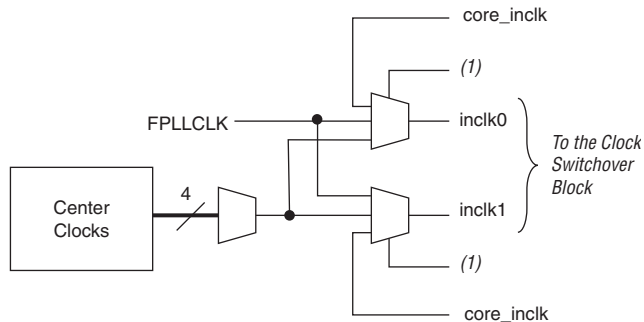 core_inclk
(1)
FPLLCLK
inclk0
To the Clock
Switchover
Block
4
Center
Clocks
inclk1
(1)
core_inclk